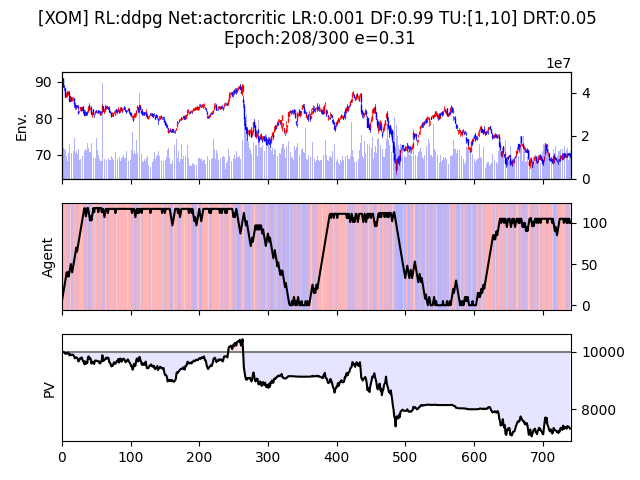 [XOM] RL:ddpg Net:actorcritic LR:0.001 DF:0.99 TU:[1,10] DRT:0.05
Epoch:208/300 e=0.31
1e7
90
80
70
Env.
4
2
0
Agent
100
50
0
PV
10000
8000
0 100 200 300 400 500 600 700